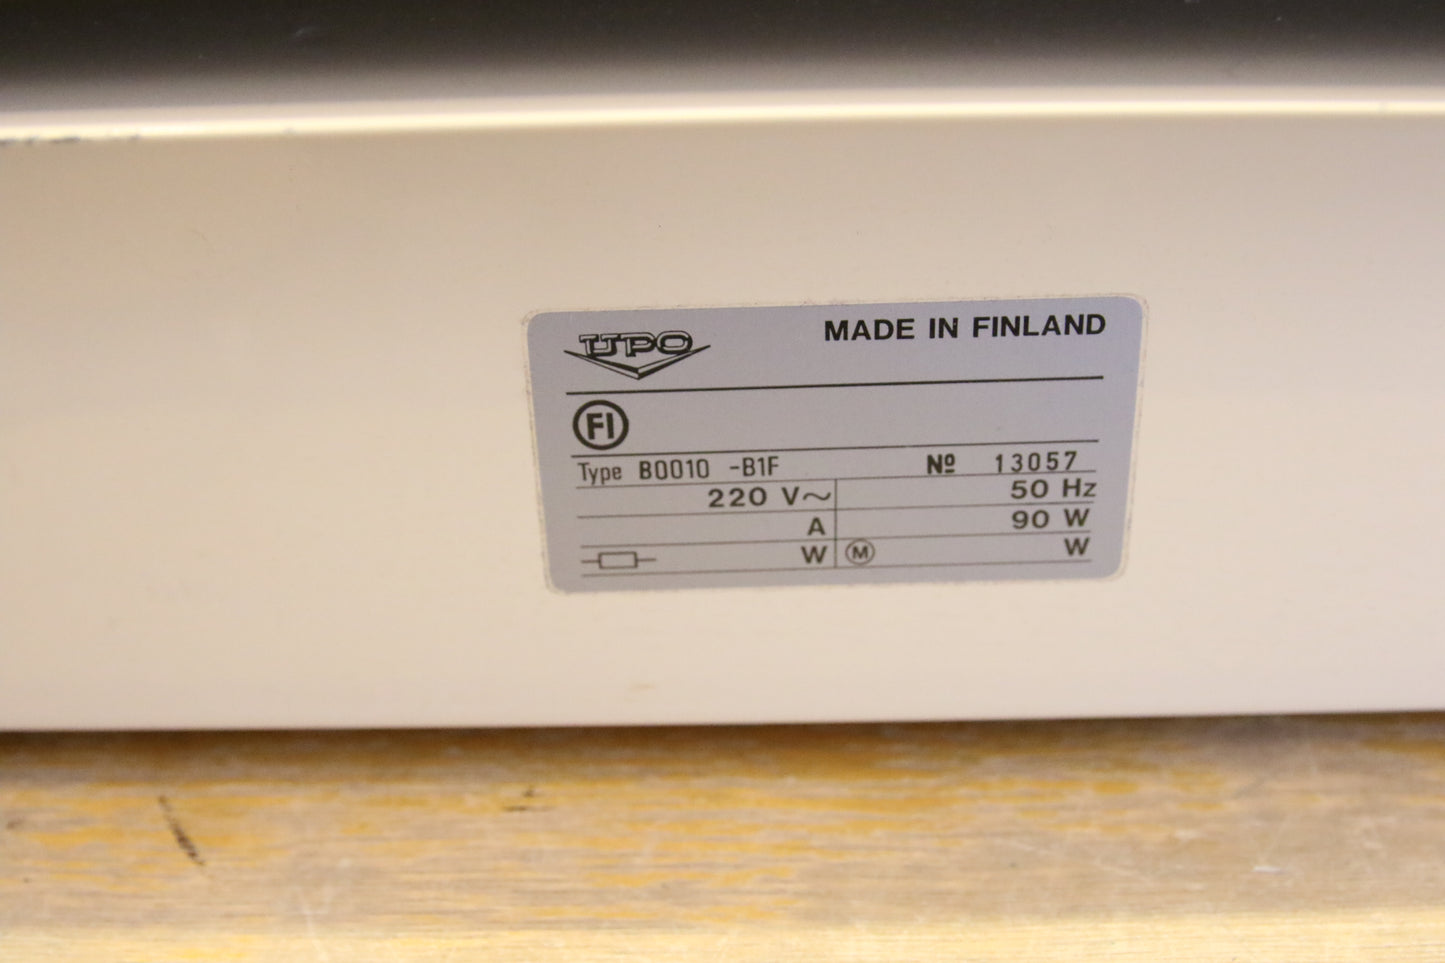 UPO MADE IN FINLAND
FI
Type B0010 -B1F Nº 13057
220 V~ 50 Hz
A 90 W
W M W